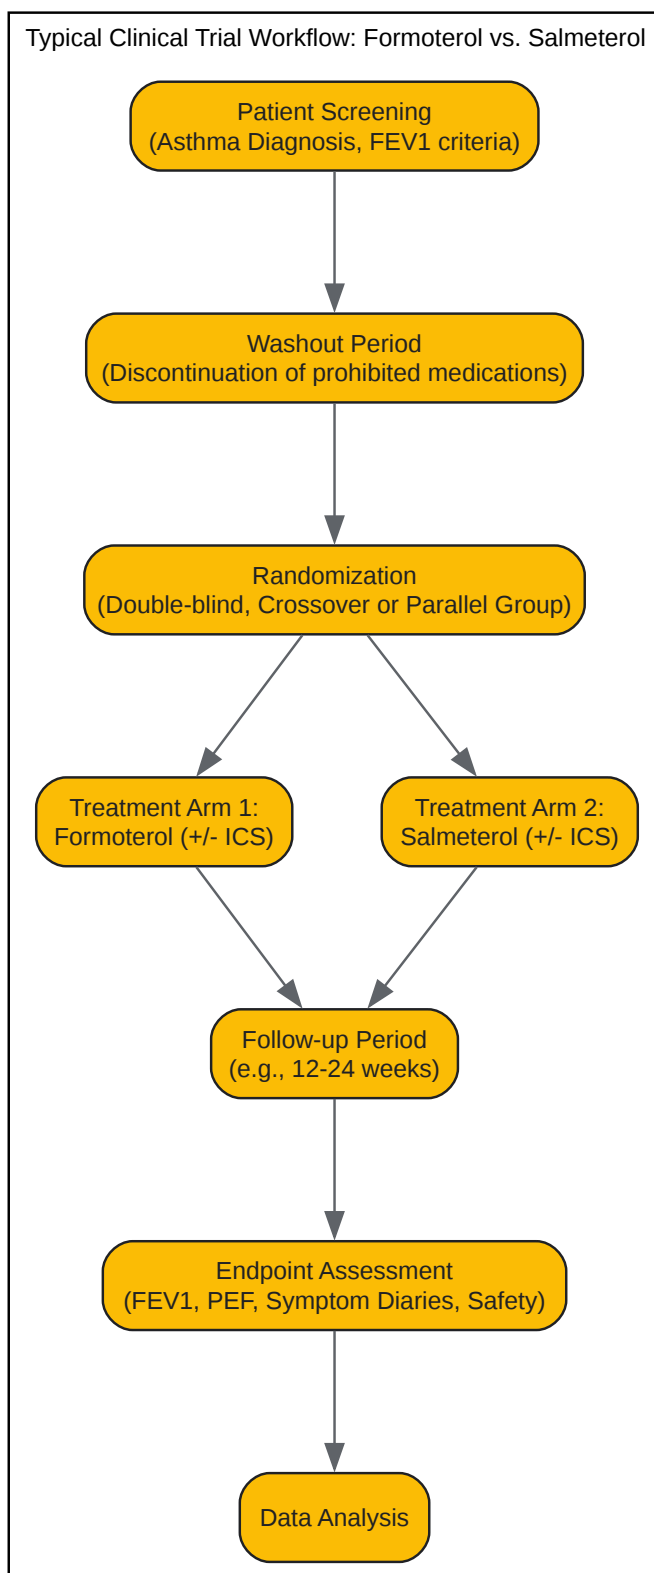 Typical Clinical Trial Workflow: Formoterol vs. Salmeterol
Patient Screening
(Asthma Diagnosis, FEV1 criteria)
Washout Period
(Discontinuation of prohibited medications)
Randomization
(Double-blind, Crossover or Parallel Group)
Treatment Arm 1:
Formoterol (+/- ICS)
Treatment Arm 2:
Salmeterol (+/- ICS)
Follow-up Period
(e.g., 12-24 weeks)
Endpoint Assessment
(FEV1, PEF, Symptom Diaries, Safety)
Data Analysis